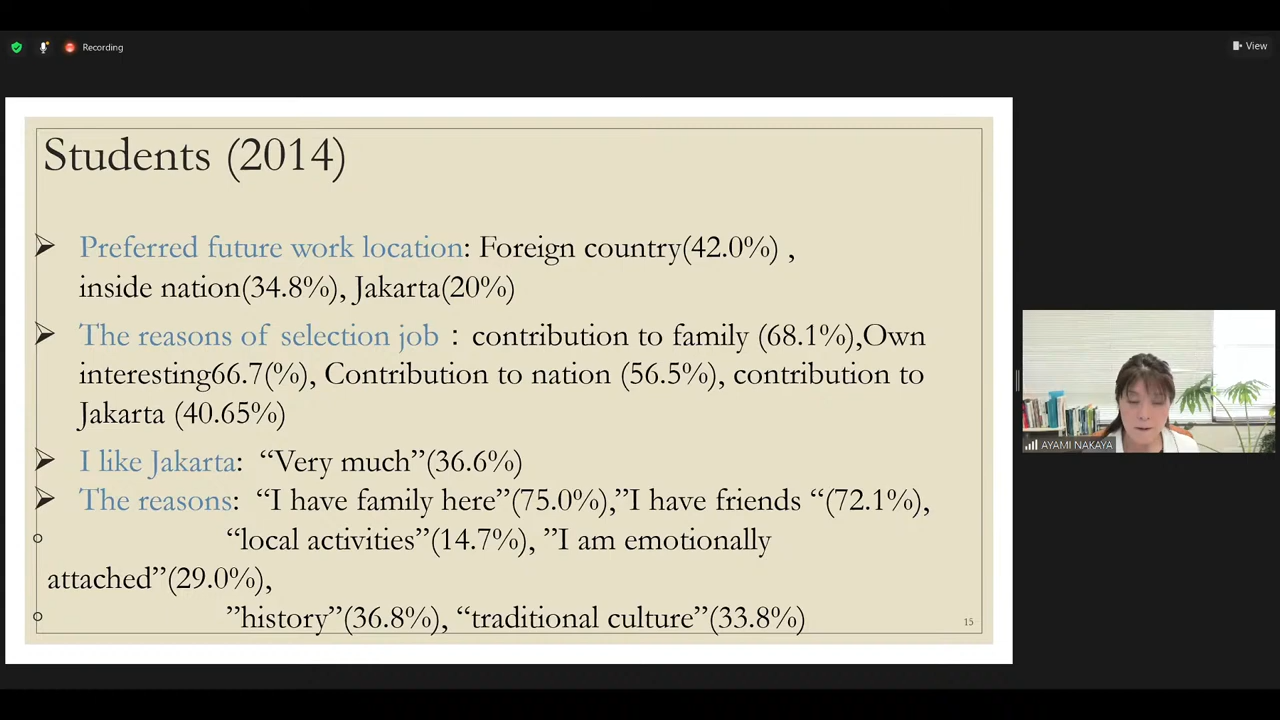 Recording
View
Students (2014)
➤ Preferred future work location: Foreign country(42.0%) ,
inside nation(34.8%), Jakarta(20%)
➤ The reasons of selection job：contribution to family (68.1%),Own
interesting66.7(%), Contribution to nation (56.5%), contribution to
Jakarta (40.65%)
➤ I like Jakarta: “Very much”(36.6%)
➤ The reasons: “I have family here”(75.0%),”I have friends “(72.1%),
○ “local activities”(14.7%), ”I am emotionally
attached”(29.0%),
○ ”history”(36.8%), “traditional culture”(33.8%)
15
AYAMI NAKAYA